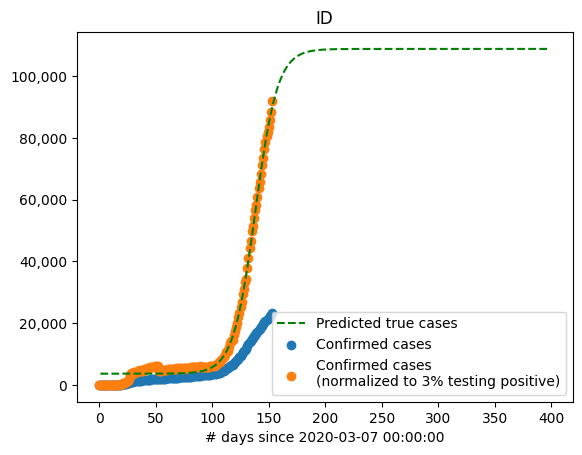 ID
100,000
80,000
60,000
40,000
20,000
0
Predicted true cases
Confirmed cases
Confirmed cases
(normalized to 3% testing positive)
0 50 100 150 200 250 300 350 400
# days since 2020-03-07 00:00:00